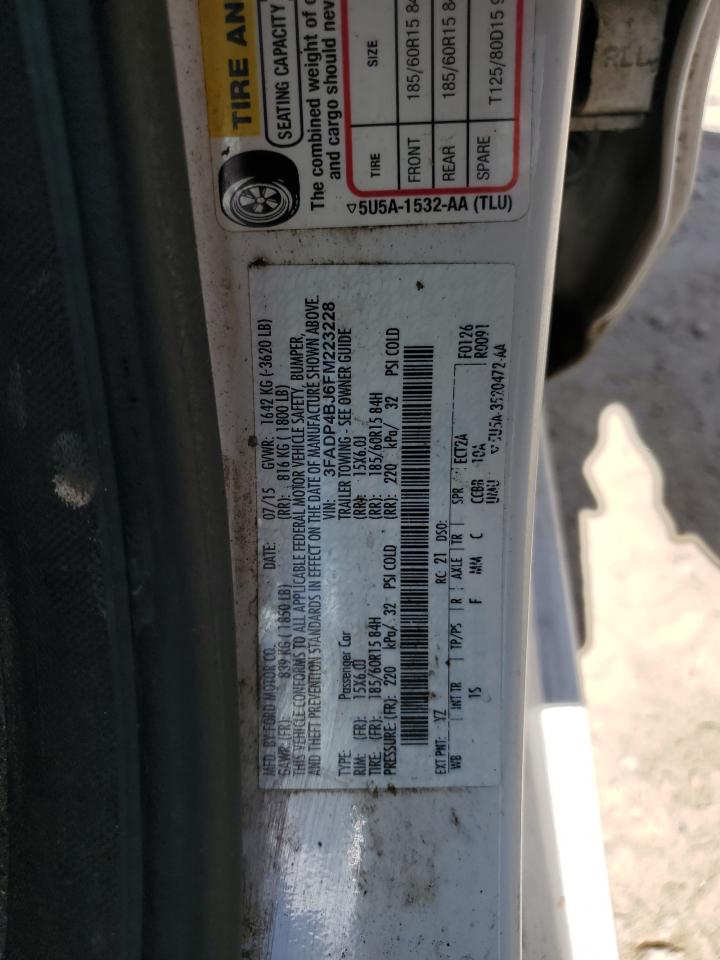 TIRE AN
SEATING CAPACITY
The combined weight of
and cargo should nev
TIRE SIZE
FRONT 185/60R15 84
REAR 185/60R15 84
SPARE T125/80D15
5U5A-1532-AA (TLU)
MFD. BY FORD MOTOR CO.
DATE: 07/15 GVWR: 1642 KG (-3620 LB)
GAWR: (FR): 839 KG (1850 LB) (RR): 816 KG (1800 LB)
THIS VEHICLE CONFORMS TO ALL APPLICABLE FEDERAL MOTOR VEHICLE SAFETY, BUMPER,
AND THEFT PREVENTION STANDARDS IN EFFECT ON THE DATE OF MANUFACTURE SHOWN ABOVE.
VIN: 3FADP4BJ6FM223228
TYPE: Passenger Car TRAILER TOWING - SEE OWNER GUIDE
RIM: (FR): 15X6.0J (RR): 15X6.0J
TIRE: (FR): 185/60R15 84H (RR): 185/60R15 84H
PRESSURE: (FR): 220 kPa/ 32 PSI COLD (RR): 220 kPa/ 32 PSI COLD
EXT PNT: YZ RC: 21 DSO: F0126
WB INT TR TP/PS R AXLE TR SPR ECT2A R0091
15 F MM C CCBB
5U5A-3520472-AA